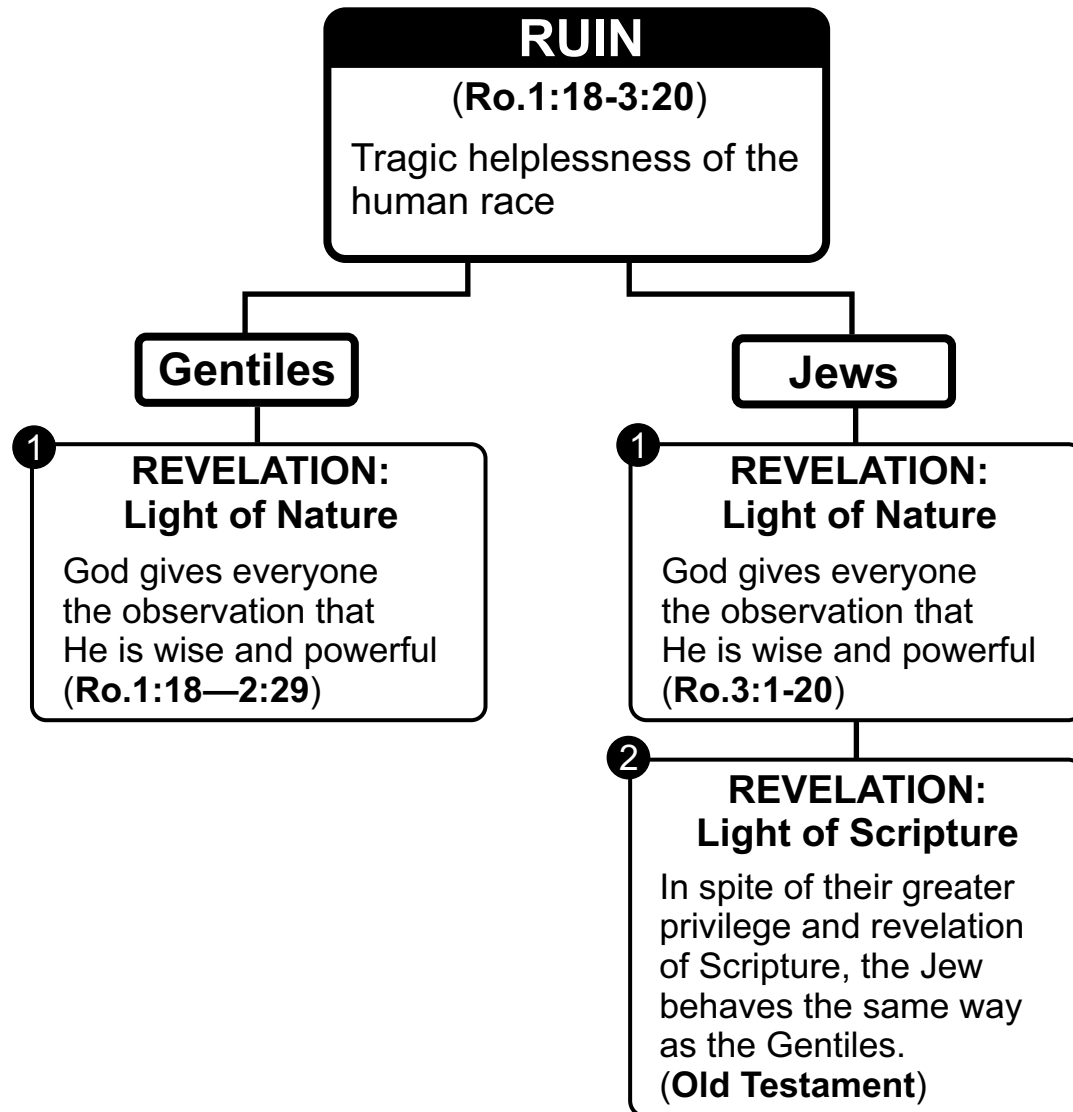 RUIN
(Ro.1:18-3:20)
Tragic helplessness of the
human race
Gentiles
1
REVELATION:
Light of Nature
God gives everyone
the observation that
He is wise and powerful
(Ro.1:18—2:29)
Jews
1
REVELATION:
Light of Nature
God gives everyone
the observation that
He is wise and powerful
(Ro.3:1-20)
2
REVELATION:
Light of Scripture
In spite of their greater
privilege and revelation
of Scripture, the Jew
behaves the same way
as the Gentiles.
(Old Testament)